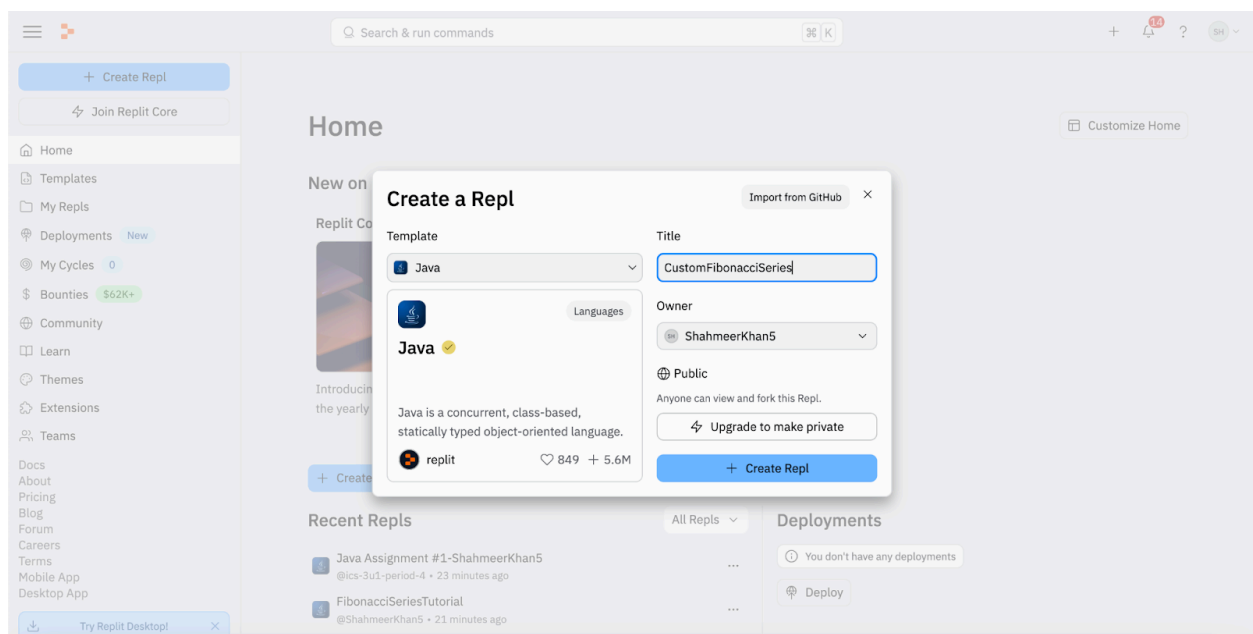 Search & run commands
⌘ K
14
?
SH
+ Create Repl
Join Replit Core
Home
Templates
My Repls
Deployments New
My Cycles 0
$ Bounties $62K+
Community
Learn
Themes
Extensions
Teams
Docs
About
Pricing
Blog
Forum
Careers
Terms
Mobile App
Desktop App
Try Replit Desktop!
Home
Customize Home
New on
Replit Co
Introducin
the yearly
+ Create
Create a Repl
Import from GitHub
Template
Java
Languages
Java
Java is a concurrent, class-based,
statically typed object-oriented language.
replit
849 + 5.6M
Title
CustomFibonacciSeries
Owner
SH ShahmeerKhan5
Public
Anyone can view and fork this Repl.
Upgrade to make private
+ Create Repl
Recent Repls
All Repls
Java Assignment #1-ShahmeerKhan5
@ics-3u1-period-4 • 23 minutes ago
...
FibonacciSeriesTutorial
@ShahmeerKhan5 • 21 minutes ago
...
Deployments
You don't have any deployments
Deploy